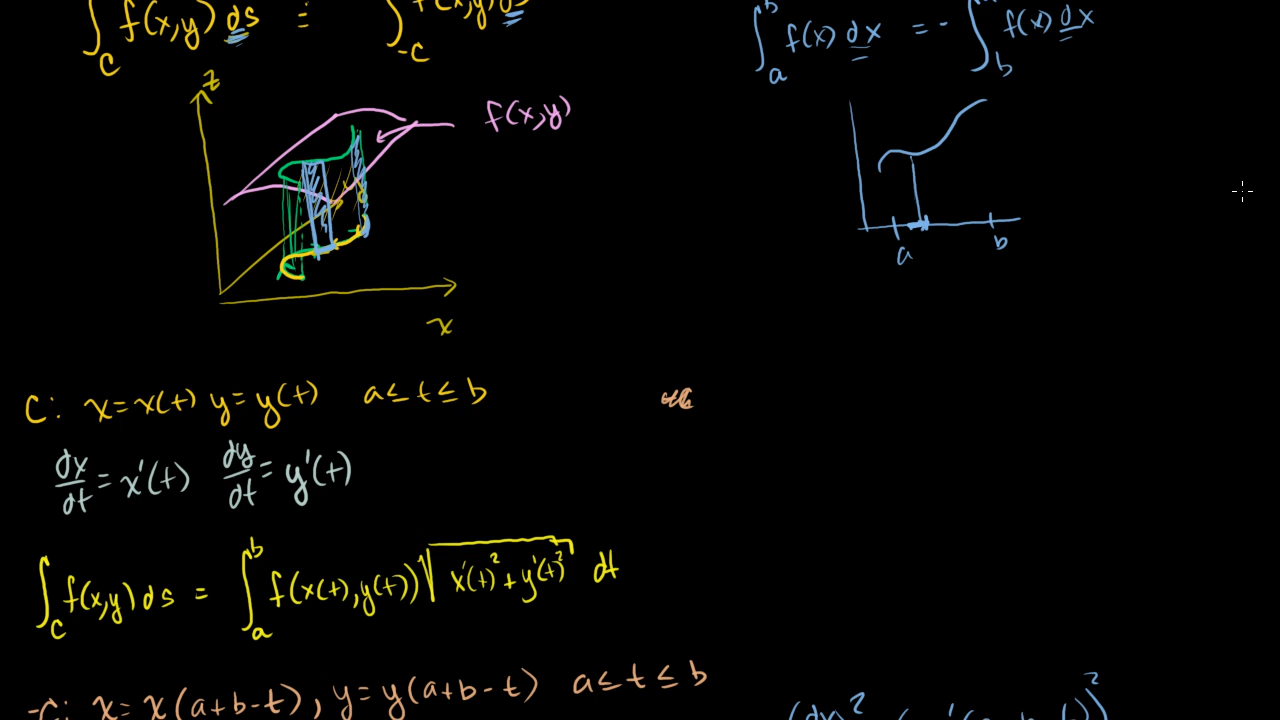 ∫_C f(x,y) ds = ∫_{-C} f(x,y) ds
∫_a^b f(x) dx = - ∫_b f(x) dx
z
f(x,y)
a b
x
C: x = x(t) y = y(t) a ≤ t ≤ b
dx/dt = x'(t) dy/dt = y'(t)
∫_C f(x,y) ds = ∫_a^b f(x(t), y(t)) √(x'(t)² + y'(t)²) dt
-C: x = x(a+b-t), y = y(a+b-t) a ≤ t ≤ b